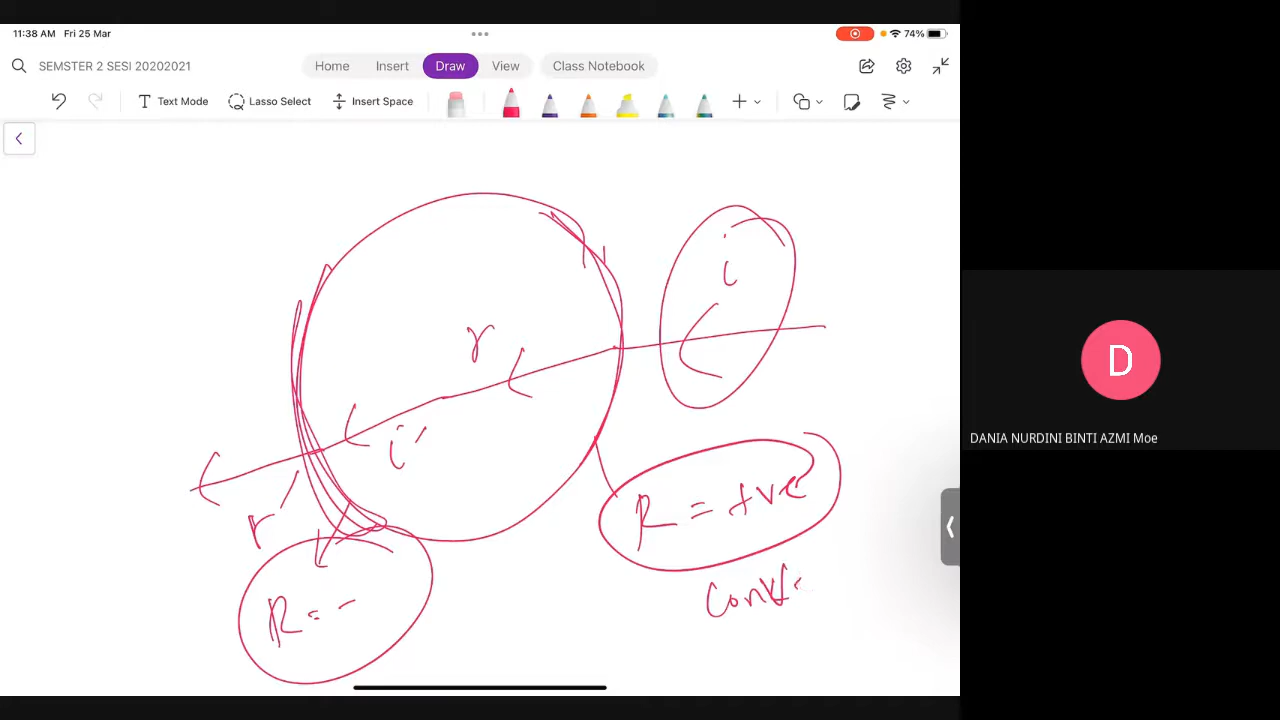 11:38 AM Fri 25 Mar
74%
SEMSTER 2 SESI 20202021
Home Insert Draw View Class Notebook
Text Mode Lasso Select Insert Space
i
r
i'
R = +ve
r'
D
DANIA NURDINI BINTI AZMI Moe
R = -